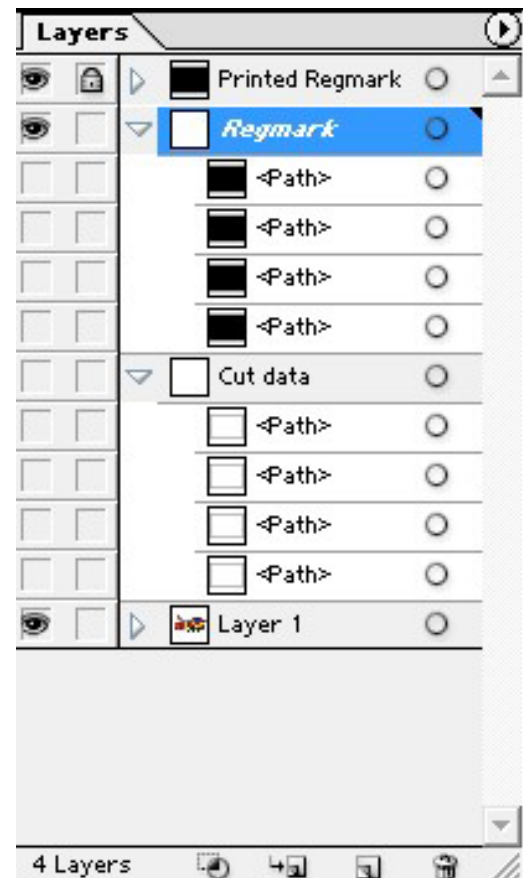 Layers
Printed Regmark
Regmark
<Path>
<Path>
<Path>
<Path>
Cut data
<Path>
<Path>
<Path>
<Path>
Layer 1
4 Layers